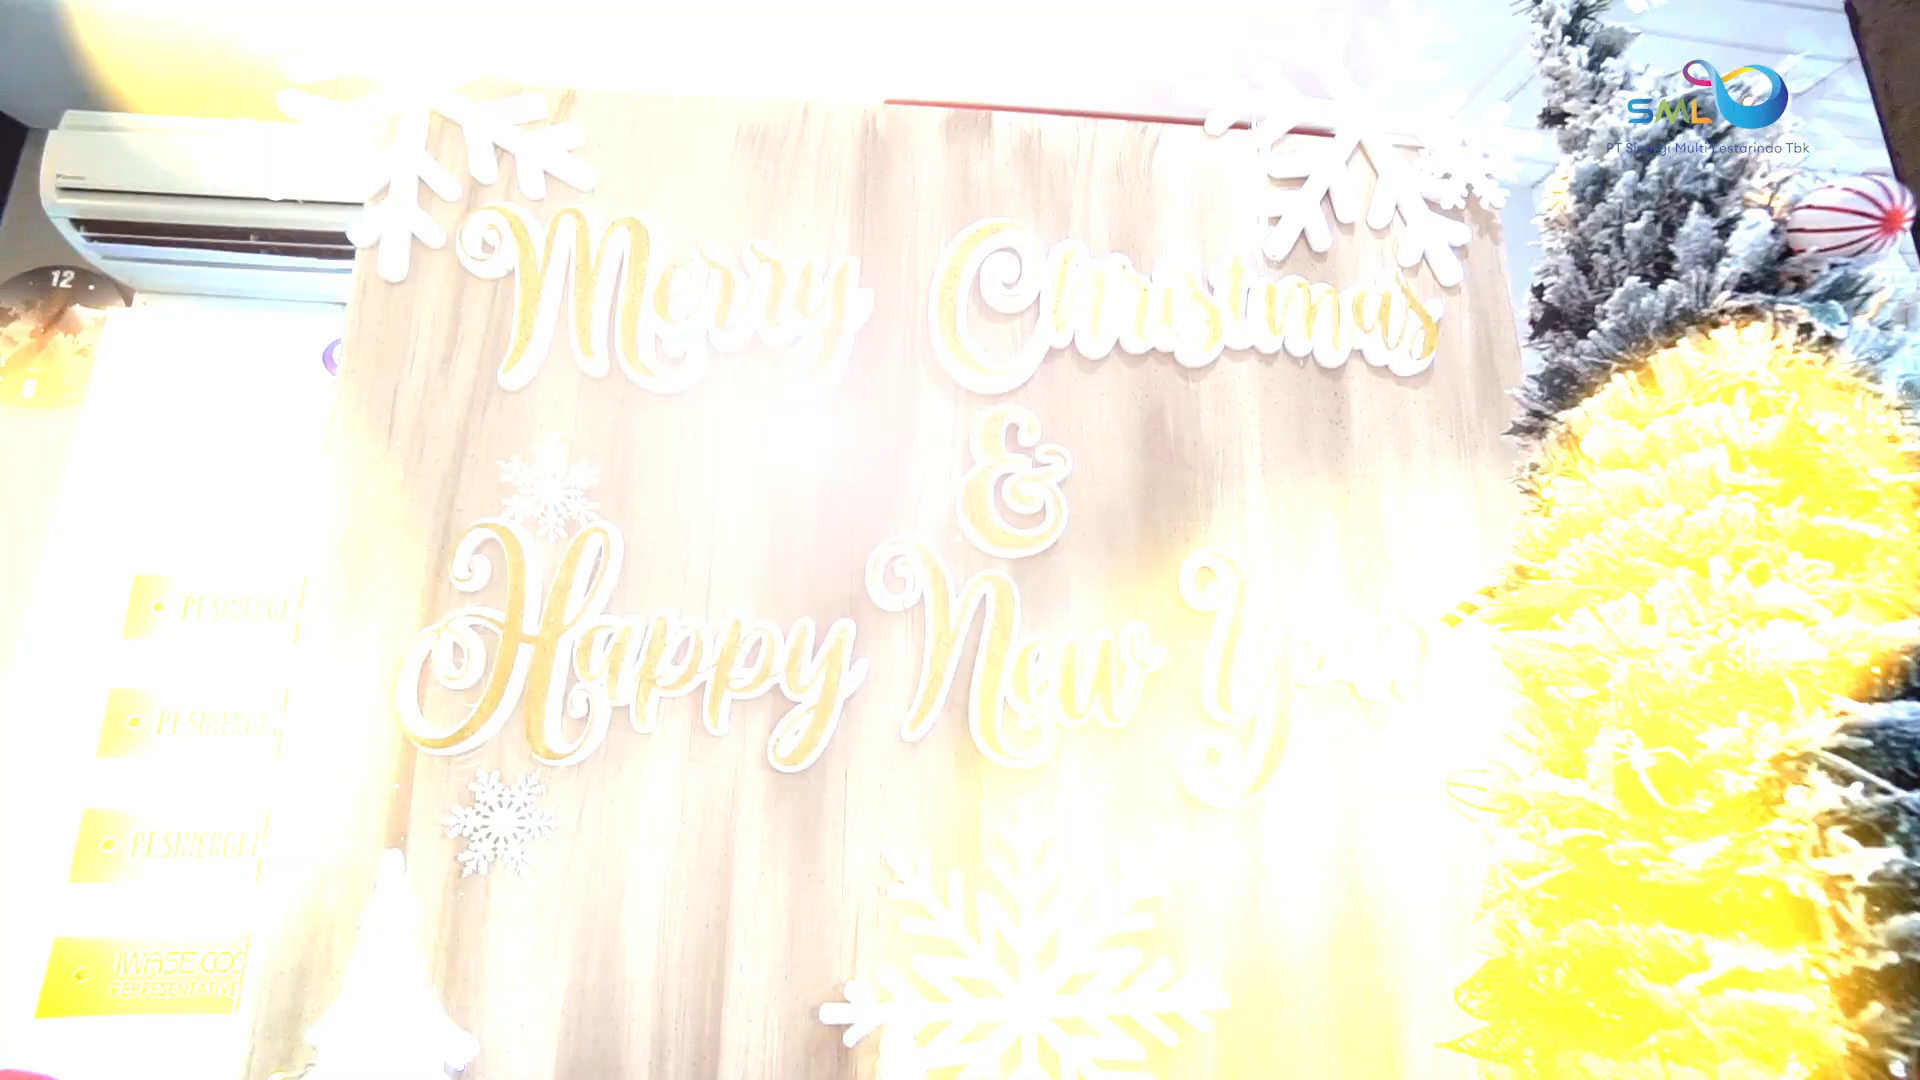 SML
PT Sinergi Multi Lestarindo Tbk
12
Merry Christmas
&
Happy New Year
PT.SINERGI
PT.SINERGI
PT.SINERGI
IWASE COS
REPRESENTATIVE